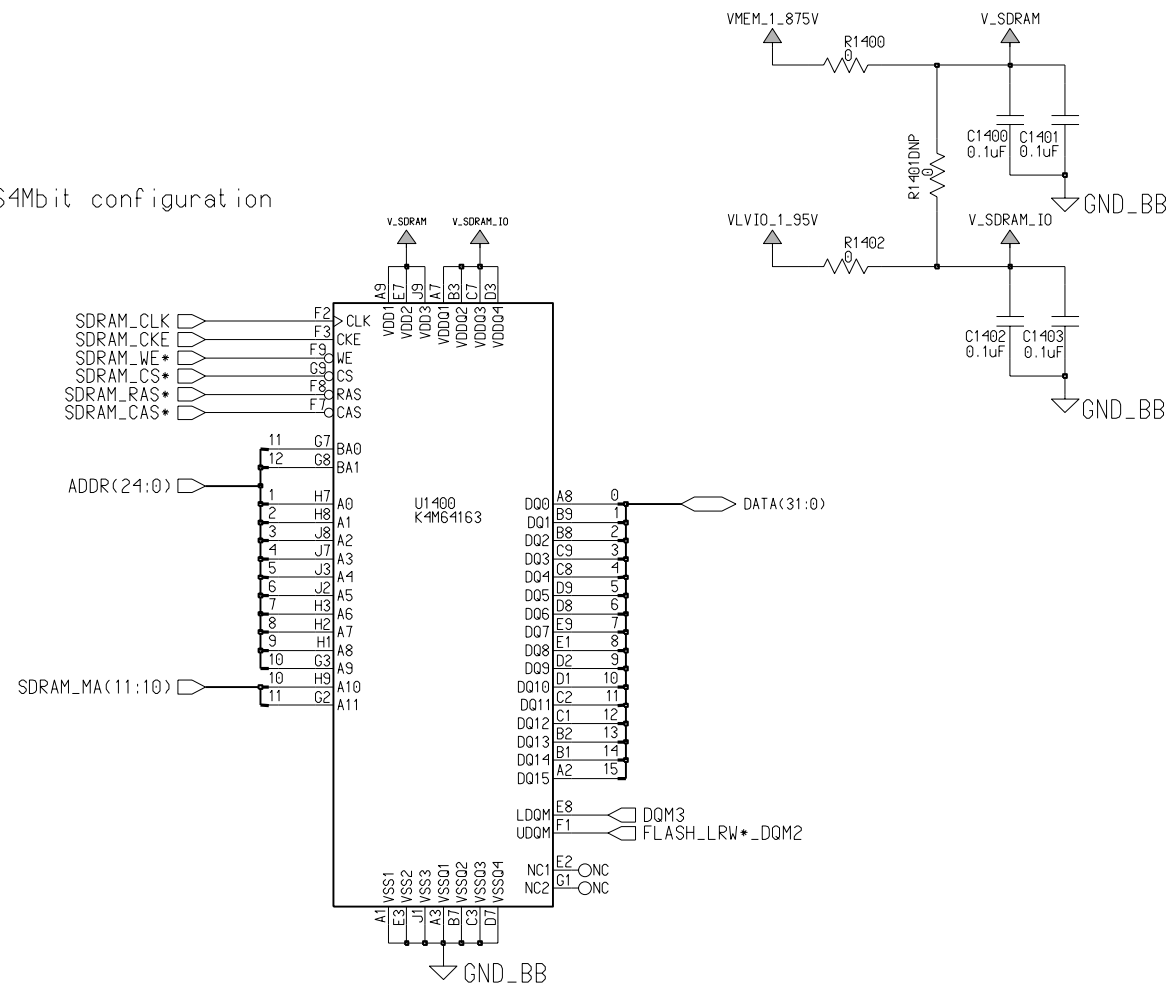 VMEM_1_875V
V_SDRAM
R1400
0
C1400
0.1uF
C1401
0.1uF
R1401DNP
0
GND_BB
S4Mbit configuration
VLVIO_1_95V
V_SDRAM_IO
R1402
0
C1402
0.1uF
C1403
0.1uF
GND_BB
V_SDRAM
V_SDRAM_IO
A9
E7
J9
A7
B3
C7
D3
VDD1
VDD2
VDD3
VDDQ1
VDDQ2
VDDQ3
VDDQ4
SDRAM_CLK F2 CLK
SDRAM_CKE F3 CKE
SDRAM_WE* F9 WE
SDRAM_CS* G9 CS
SDRAM_RAS* F8 RAS
SDRAM_CAS* F7 CAS
11 G7 BA0
12 G8 BA1
ADDR(24:0)
1 H7 A0
2 H8 A1
3 J8 A2
4 J7 A3
5 J3 A4
6 J2 A5
7 H3 A6
8 H2 A7
9 H1 A8
10 G3 A9
SDRAM_MA(11:10)
10 H9 A10
11 G2 A11
U1400
K4M64163
DQ0 A8 0
DATA(31:0)
DQ1 B9 1
DQ2 B8 2
DQ3 C9 3
DQ4 C8 4
DQ5 D9 5
DQ6 D8 6
DQ7 E9 7
DQ8 E1 8
DQ9 D2 9
DQ10 D1 10
DQ11 C2 11
DQ12 C1 12
DQ13 B2 13
DQ14 B1 14
DQ15 A2 15
LDQM E8 DQM3
UDQM F1 FLASH_LRW*_DQM2
NC1 E2 NC
NC2 G1 NC
VSS1
VSS2
VSS3
VSSQ1
VSSQ2
VSSQ3
VSSQ4
A1
E3
J1
A3
B7
C3
D7
GND_BB